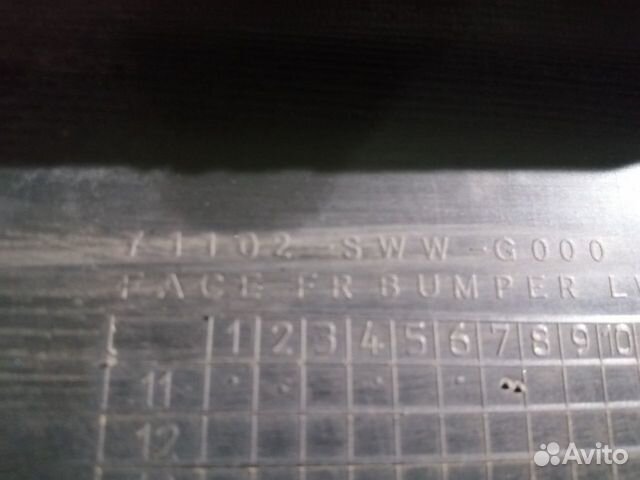 71102-SWW-G000
FACE FR BUMPER
1 2 3 4 5 6 7 8 9 10
11
12
Avito